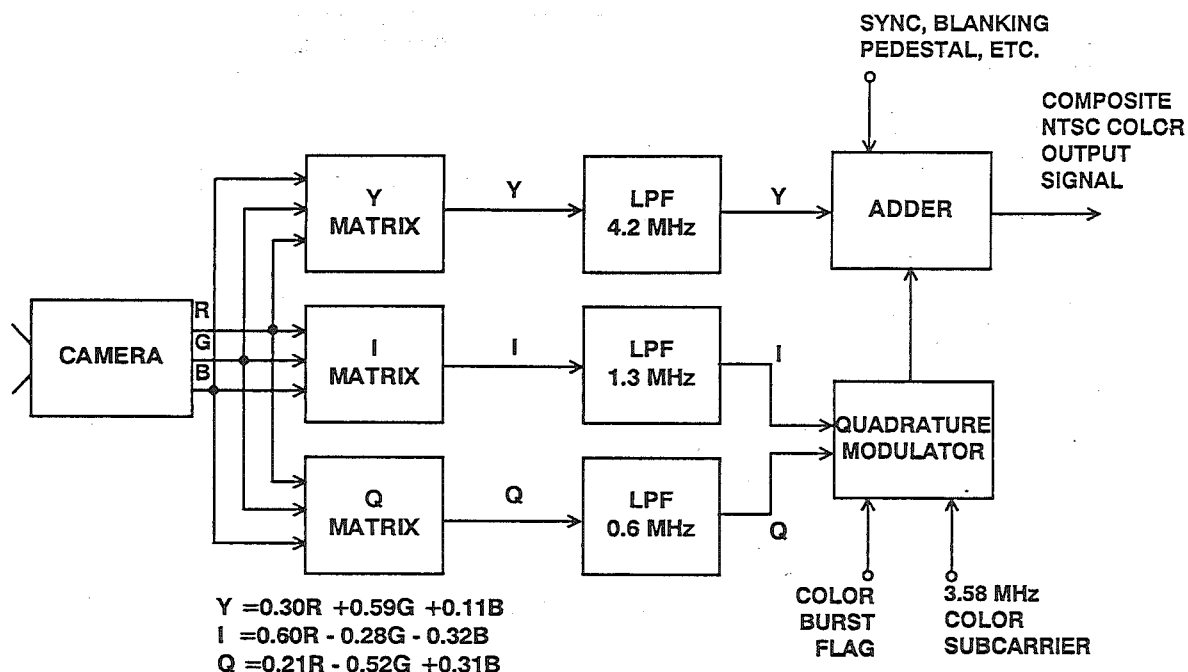 SYNC, BLANKING
PEDESTAL, ETC.
COMPOSITE
NTSC COLOR
OUTPUT
SIGNAL
Y
MATRIX
Y
LPF
4.2 MHz
Y
ADDER
CAMERA
R
G
B
I
MATRIX
I
LPF
1.3 MHz
I
QUADRATURE
MODULATOR
Q
MATRIX
Q
LPF
0.6 MHz
Q
COLOR
BURST
FLAG
3.58 MHz
COLOR
SUBCARRIER
Y =0.30R +0.59G +0.11B
I =0.60R - 0.28G - 0.32B
Q =0.21R - 0.52G +0.31B